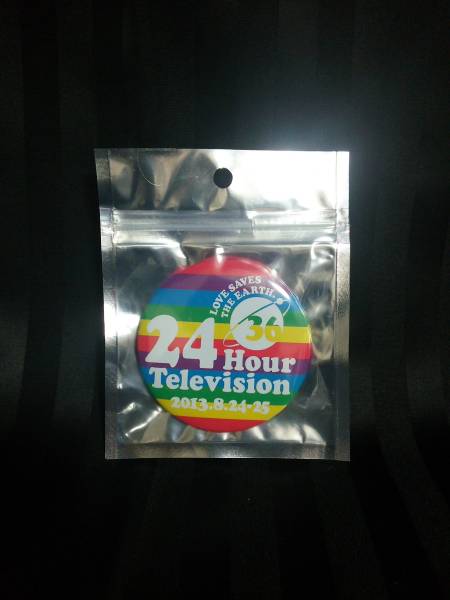 LOVE SAVES
THE EARTH.
36
24 Hour
Television
2013.8.24-25